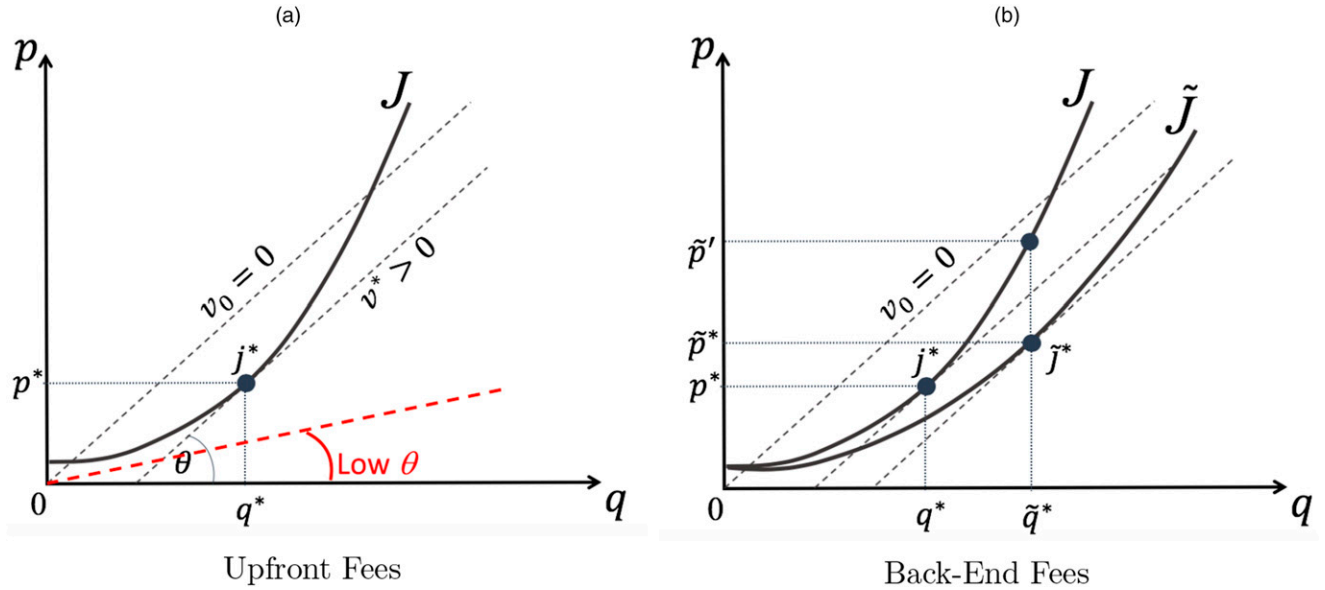 (a)
p
J
v₀ = 0
v* > 0
j*
p*
θ
Low θ
0
q*
q
Upfront Fees
(b)
p
J
J̃
p̃′
v₀ = 0
p̃*
j*
j̃*
p*
0
q*
q̃*
q
Back-End Fees